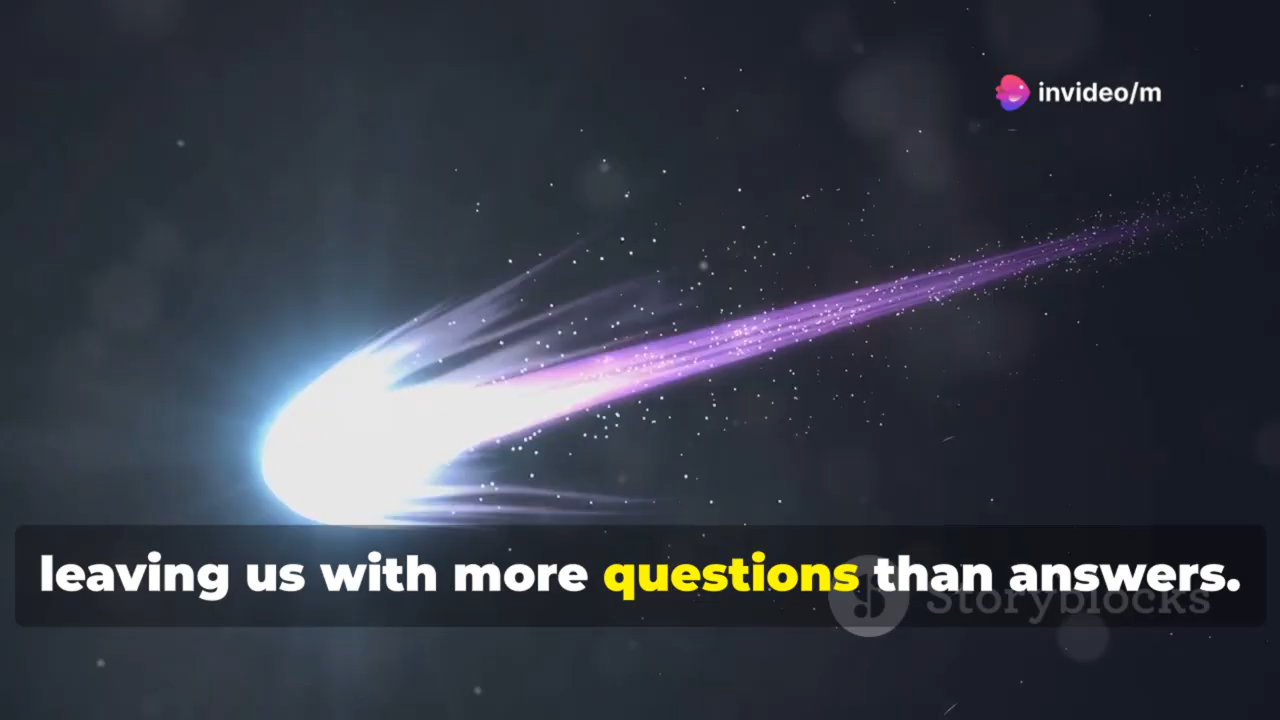 invideo/m
leaving us with more questions than answers.
Storyblocks